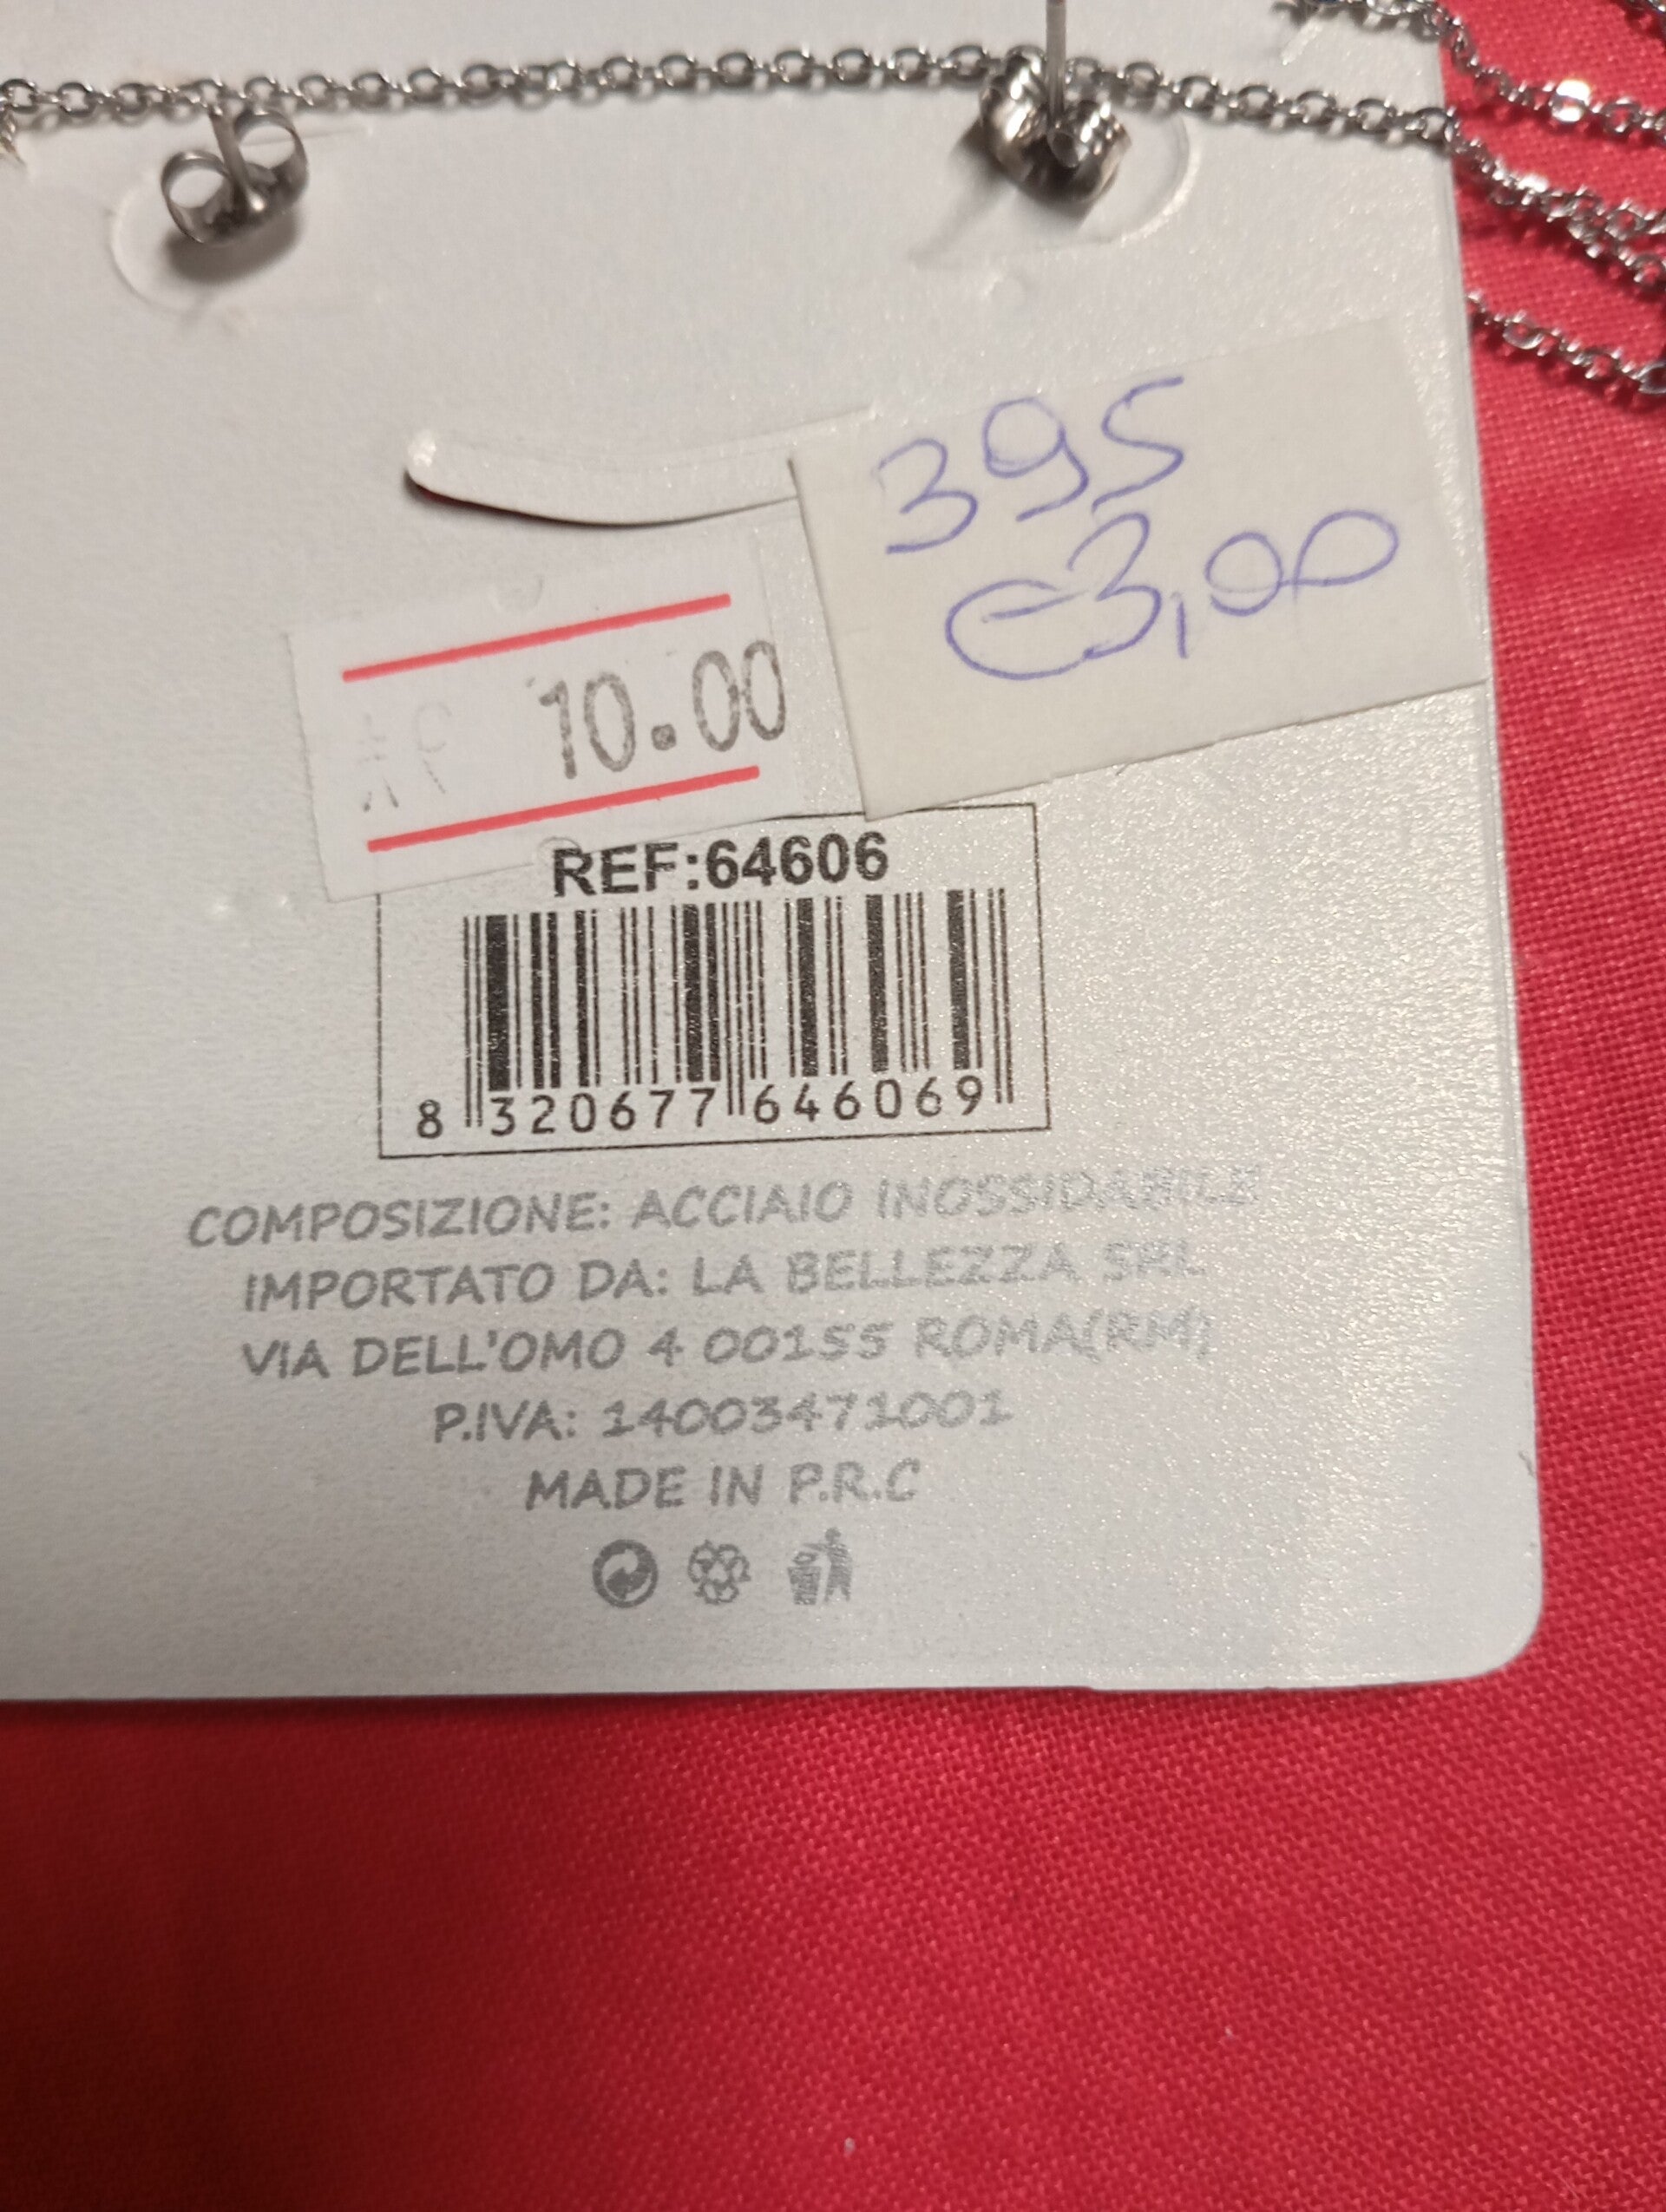 395
€3,00
10.00
REF:64606
8 320677 646069
COMPOSIZIONE: ACCIAIO INOSSIDABILE
IMPORTATO DA: LA BELLEZZA SRL
VIA DELL'OMO 4 00155 ROMA(RM)
P.IVA: 14003471001
MADE IN P.R.C